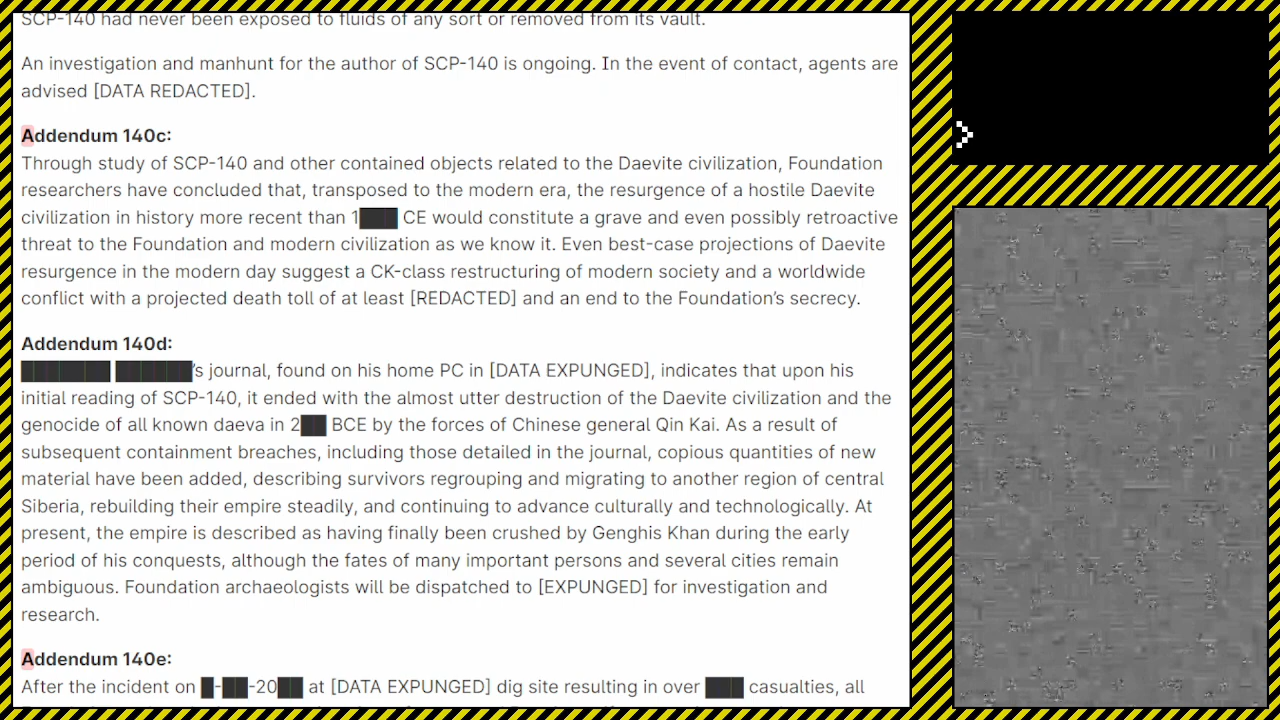 SCP-140 had never been exposed to fluids of any sort or removed from its vault.
An investigation and manhunt for the author of SCP-140 is ongoing. In the event of contact, agents are
advised [DATA REDACTED].
Addendum 140c:
Through study of SCP-140 and other contained objects related to the Daevite civilization, Foundation
researchers have concluded that, transposed to the modern era, the resurgence of a hostile Daevite
civilization in history more recent than 1███ CE would constitute a grave and even possibly retroactive
threat to the Foundation and modern civilization as we know it. Even best-case projections of Daevite
resurgence in the modern day suggest a CK-class restructuring of modern society and a worldwide
conflict with a projected death toll of at least [REDACTED] and an end to the Foundation’s secrecy.
Addendum 140d:
███████ ██████’s journal, found on his home PC in [DATA EXPUNGED], indicates that upon his
initial reading of SCP-140, it ended with the almost utter destruction of the Daevite civilization and the
genocide of all known daeva in 2██ BCE by the forces of Chinese general Qin Kai. As a result of
subsequent containment breaches, including those detailed in the journal, copious quantities of new
material have been added, describing survivors regrouping and migrating to another region of central
Siberia, rebuilding their empire steadily, and continuing to advance culturally and technologically. At
present, the empire is described as having finally been crushed by Genghis Khan during the early
period of his conquests, although the fates of many important persons and several cities remain
ambiguous. Foundation archaeologists will be dispatched to [EXPUNGED] for investigation and
research.
Addendum 140e:
After the incident on █-██-20██ at [DATA EXPUNGED] dig site resulting in over ███ casualties, all
>